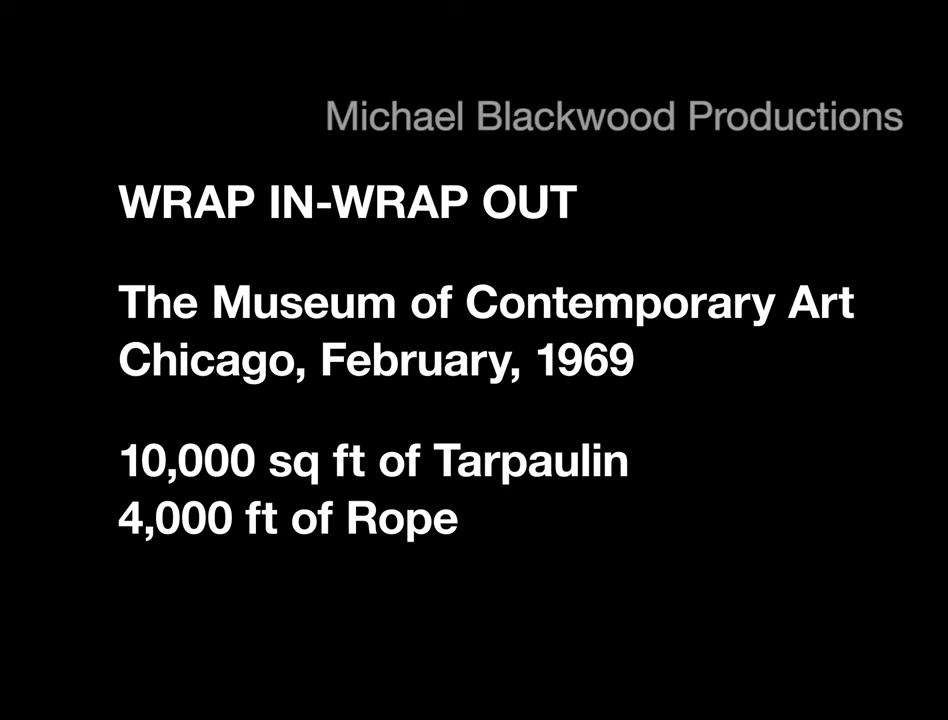 Michael Blackwood Productions
WRAP IN-WRAP OUT
The Museum of Contemporary Art
Chicago, February, 1969
10,000 sq ft of Tarpaulin
4,000 ft of Rope